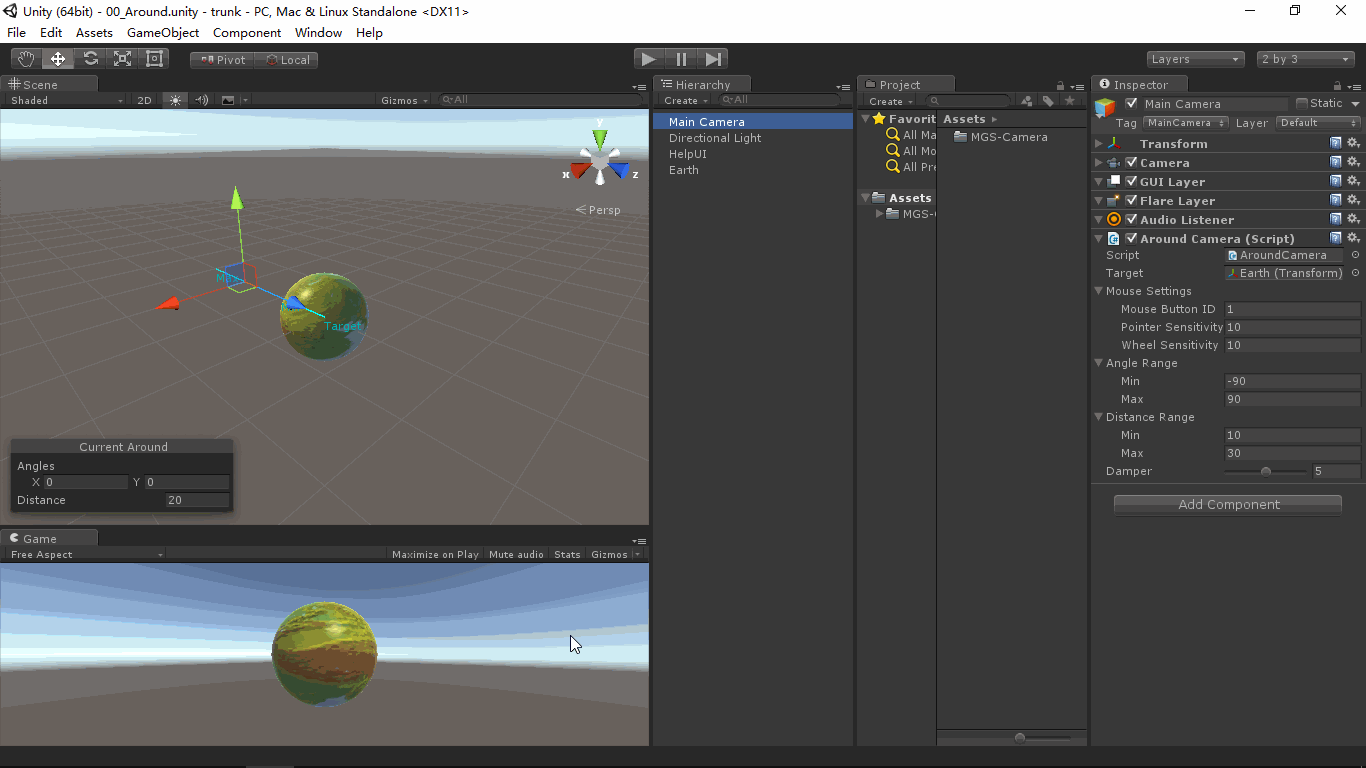 Unity (64bit) - 00_Around.unity - trunk - PC, Mac & Linux Standalone <DX11>
File Edit Assets GameObject Component Window Help
Pivot Local
Layers 2 by 3
Scene
Shaded 2D Gizmos All
y
x z
Persp
Target
Current Around
Angles
X 0 Y 0
Distance 20
Game
Free Aspect Maximize on Play Mute audio Stats Gizmos
Hierarchy
Create All
Main Camera
Directional Light
HelpUI
Earth
Project
Create
Favorit
All Ma
All Mo
All Pre
Assets
MGS-
Assets
MGS-Camera
Inspector
Main Camera Static
Tag MainCamera Layer Default
Transform
Camera
GUI Layer
Flare Layer
Audio Listener
Around Camera (Script)
Script AroundCamera
Target Earth (Transform)
Mouse Settings
Mouse Button ID 1
Pointer Sensitivity 10
Wheel Sensitivity 10
Angle Range
Min -90
Max 90
Distance Range
Min 10
Max 30
Damper 5
Add Component